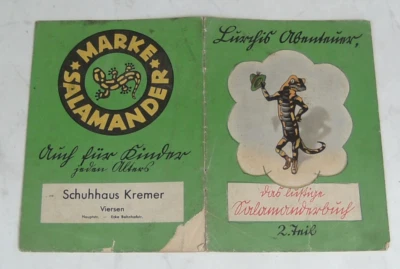 MARKE
SALAMANDER
Auch für Kinder
jeden Alters
Schuhhaus Kremer
Viersen
Lurchis Abenteuer,
das lustige
Salamanderbuch
2. Teil